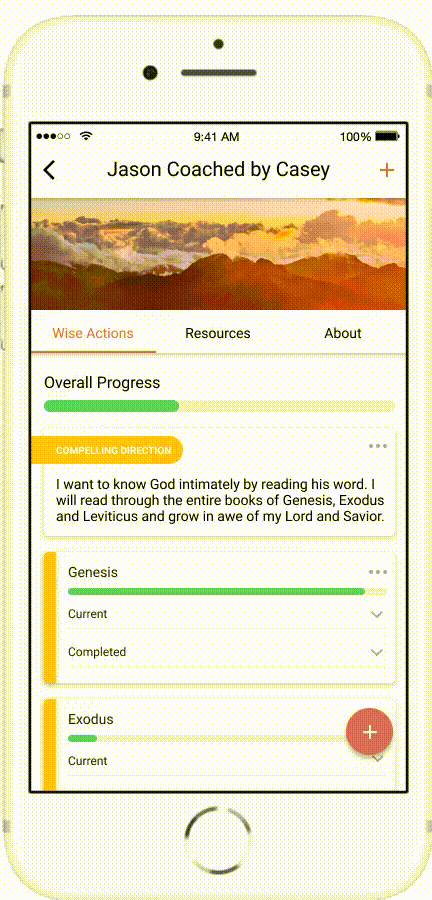 9:41 AM 100%
Jason Coached by Casey
Wise Actions Resources About
Overall Progress
COMPELLING DIRECTION
I want to know God intimately by reading his word. I
will read through the entire books of Genesis, Exodus
and Leviticus and grow in awe of my Lord and Savior.
Genesis
Current
Completed
Exodus
Current